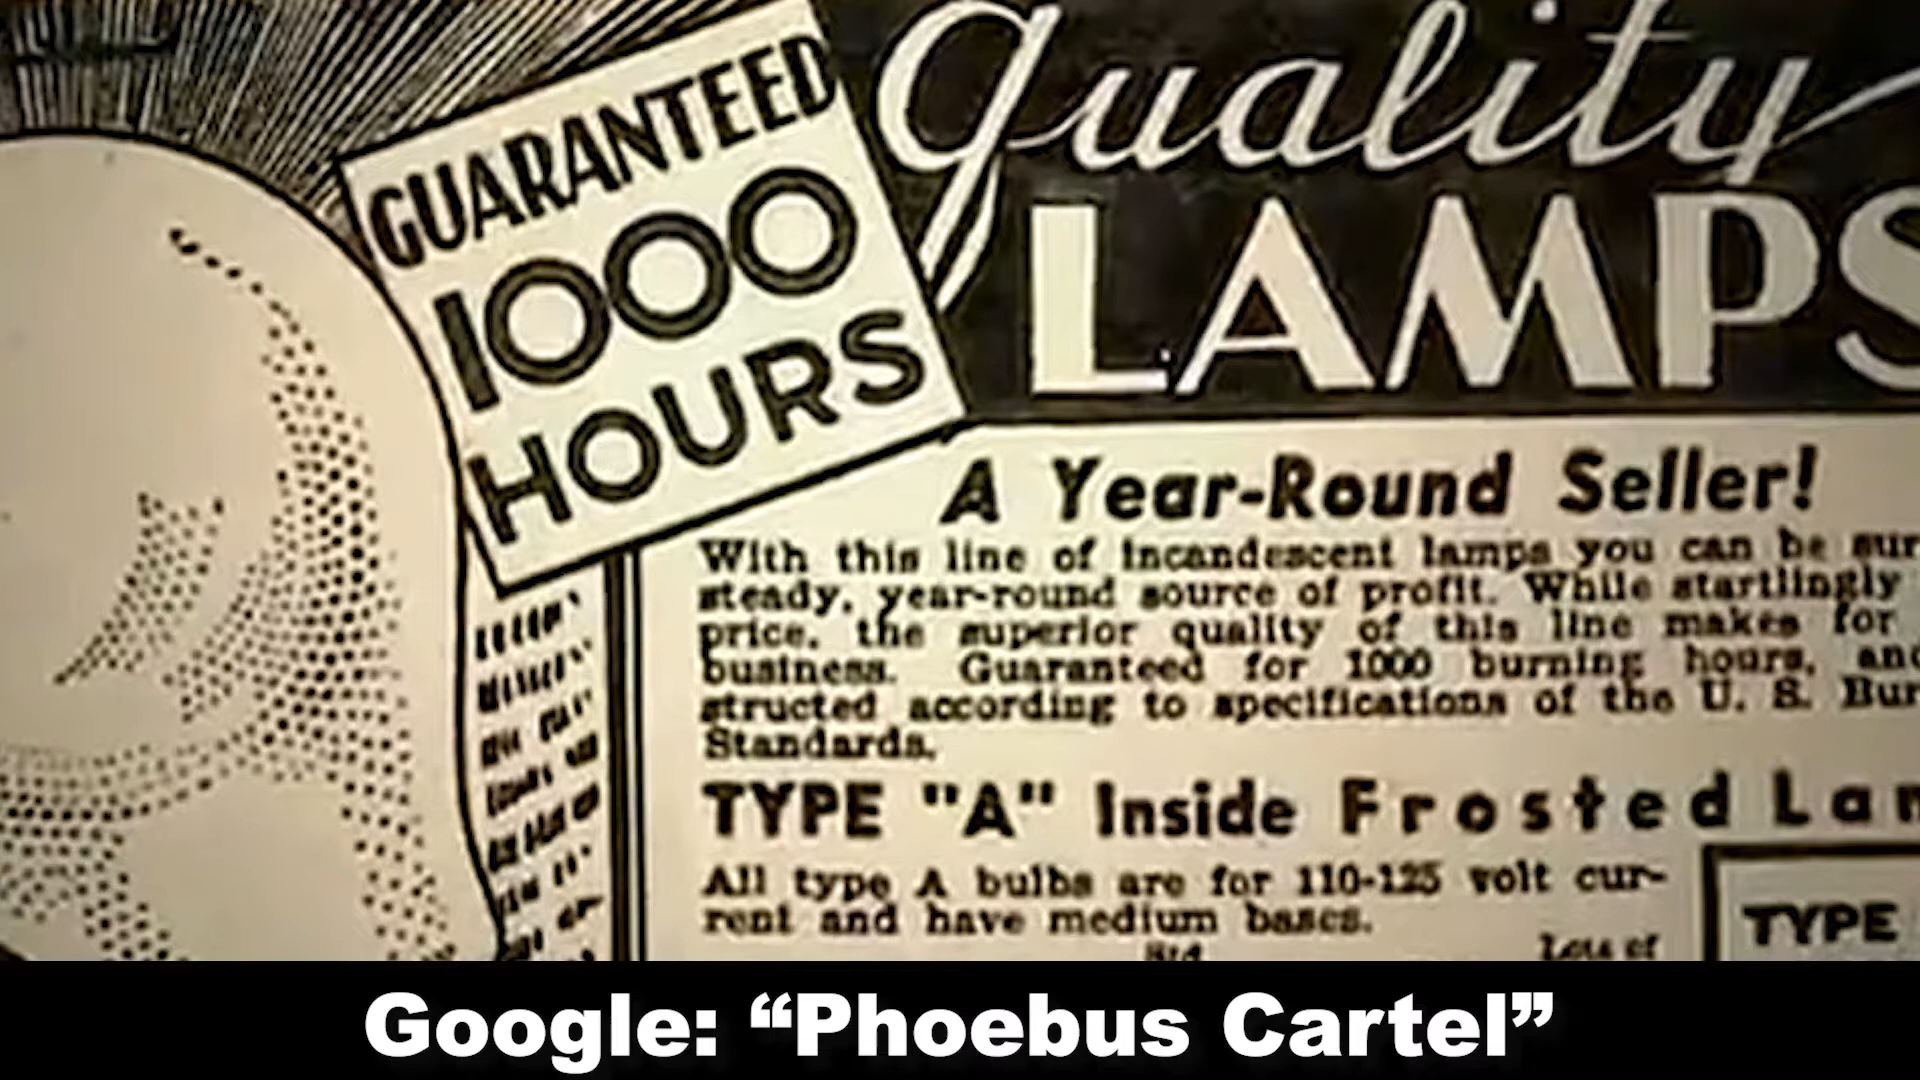 GUARANTEED
1000
HOURS
Quality
LAMPS
A Year-Round Seller!
With this line of incandescent lamps you can be
steady, year-round source of profit. While startlingly
price, the superior quality of this line makes for
business. Guaranteed for 1000 burning hours,
according to specifications of the U. S.
Standards.
TYPE "A" Inside Frosted
All type A bulbs are for 110-125 volt cur-
rent and have medium bases.
Std.
Lots of
TYPE
Google: “Phoebus Cartel”